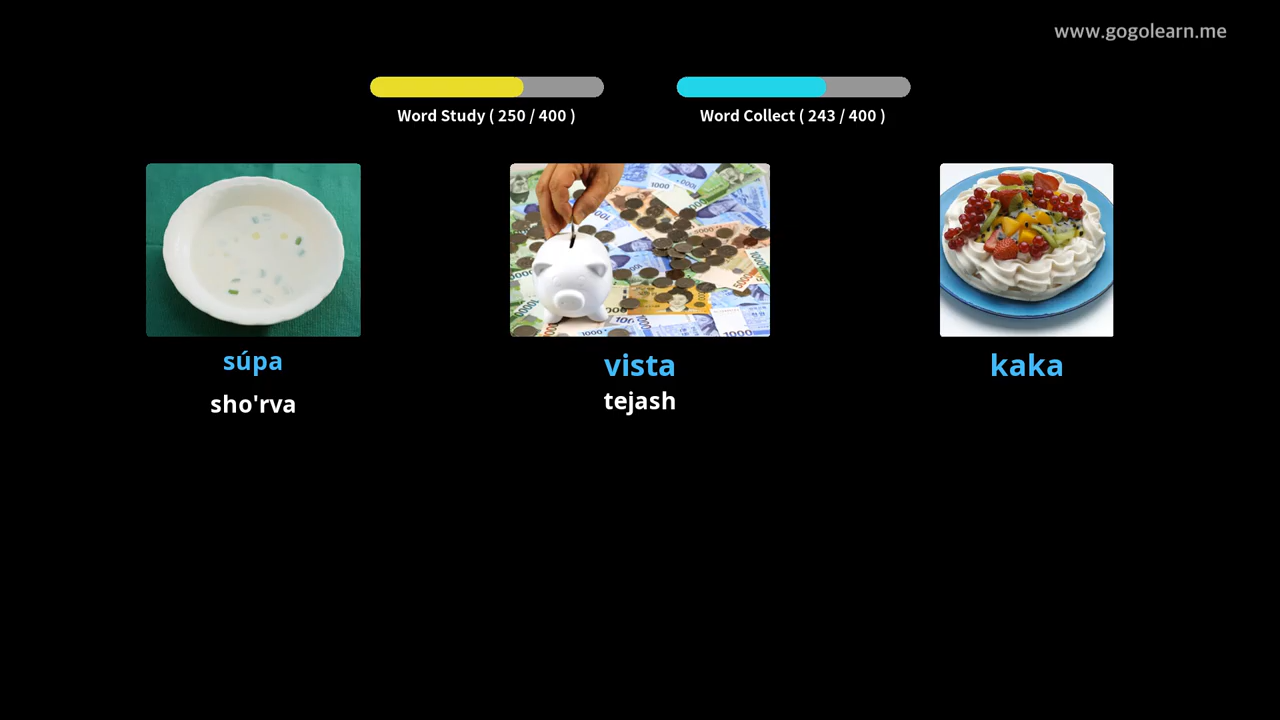 www.gogolearn.me
Word Study ( 250 / 400 )
Word Collect ( 243 / 400 )
súpa
vista
kaka
sho'rva
tejash